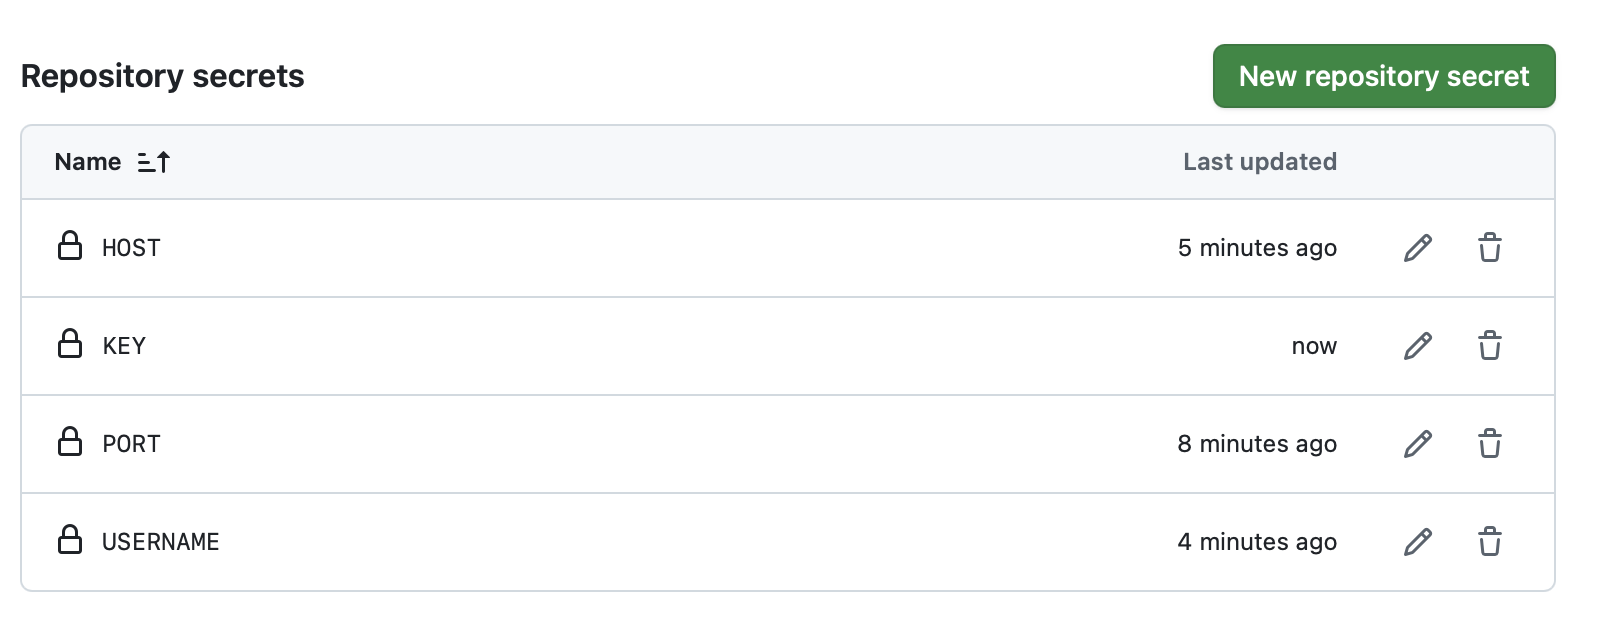 Repository secrets
New repository secret
Name Last updated
HOST 5 minutes ago
KEY now
PORT 8 minutes ago
USERNAME 4 minutes ago